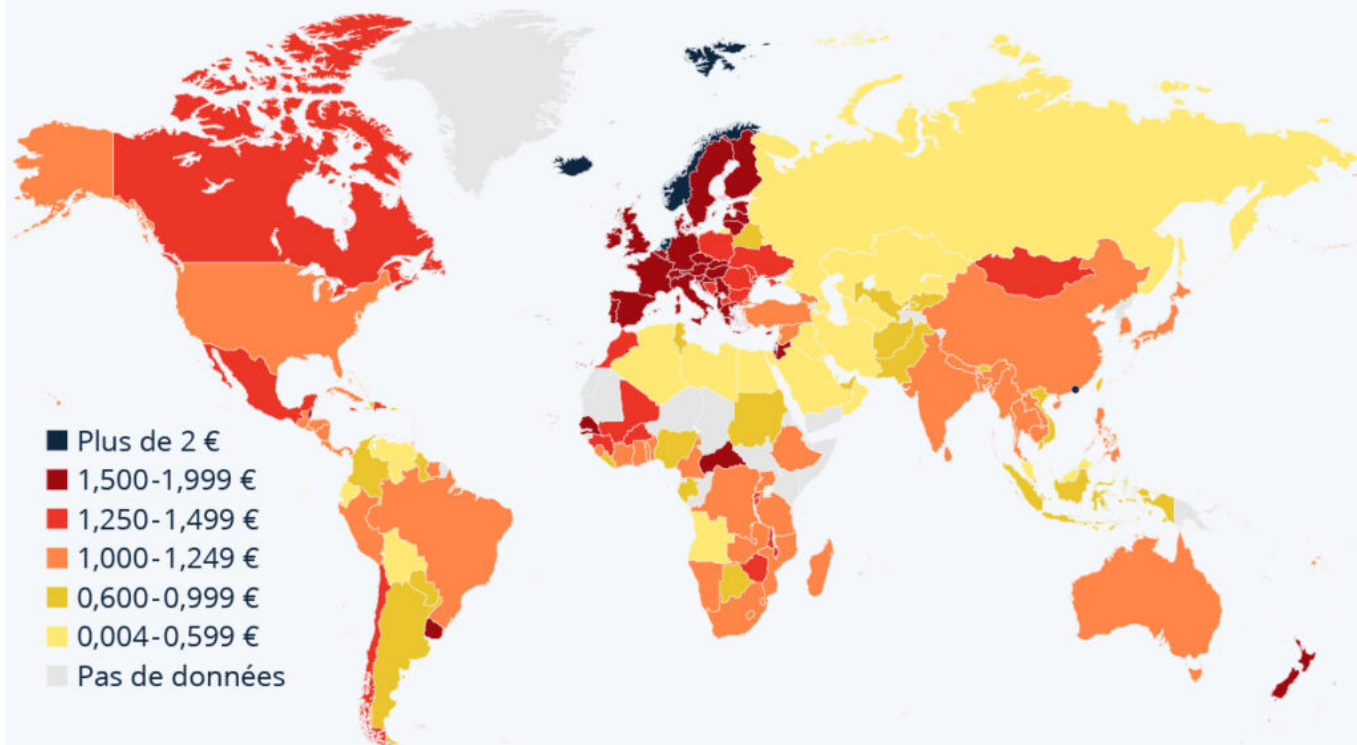 Plus de 2 €
1,500-1,999 €
1,250-1,499 €
1,000-1,249 €
0,600-0,999 €
0,004-0,599 €
Pas de données